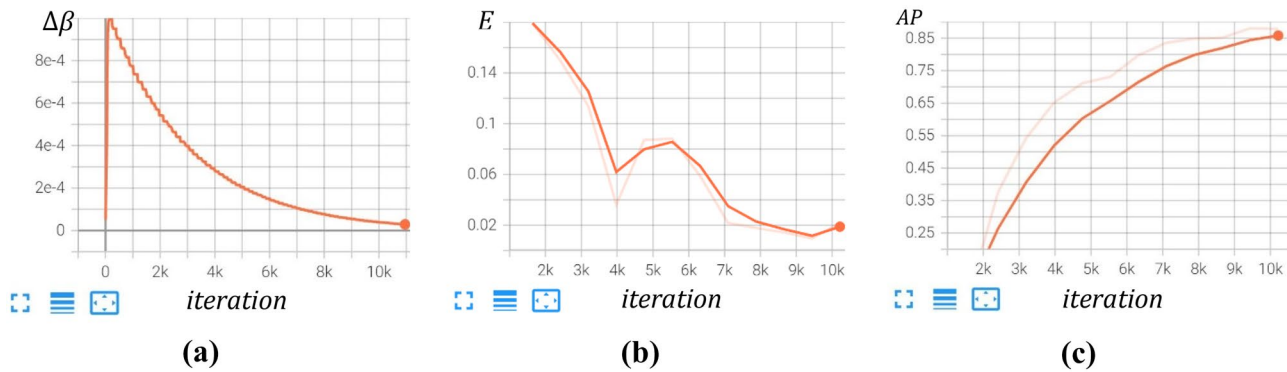 Δβ
8e-4
6e-4
4e-4
2e-4
0
0 2k 4k 6k 8k 10k
iteration
(a)
E
0.14
0.1
0.06
0.02
2k 3k 4k 5k 6k 7k 8k 9k 10k
iteration
(b)
AP
0.85
0.75
0.65
0.55
0.45
0.35
0.25
2k 3k 4k 5k 6k 7k 8k 9k 10k
iteration
(c)